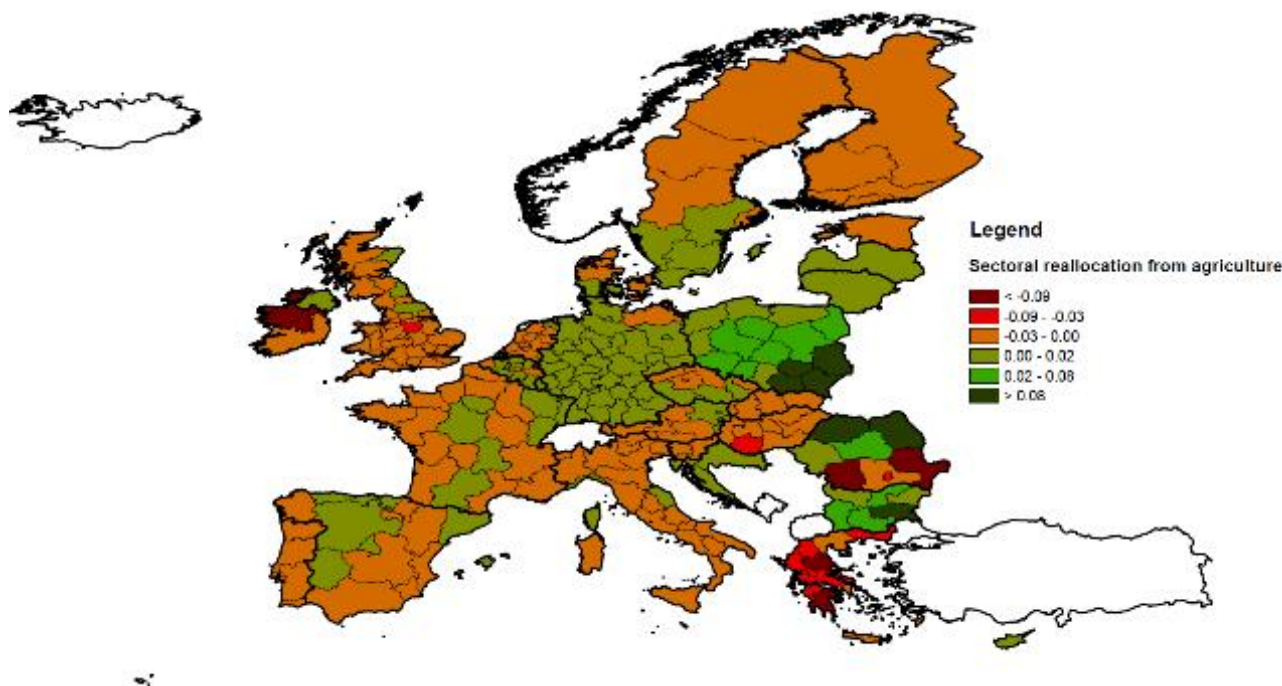 Legend
Sectoral reallocation from agriculture
< -0.09
-0.09 - -0.03
-0.03 - 0.00
0.00 - 0.02
0.02 - 0.08
> 0.08